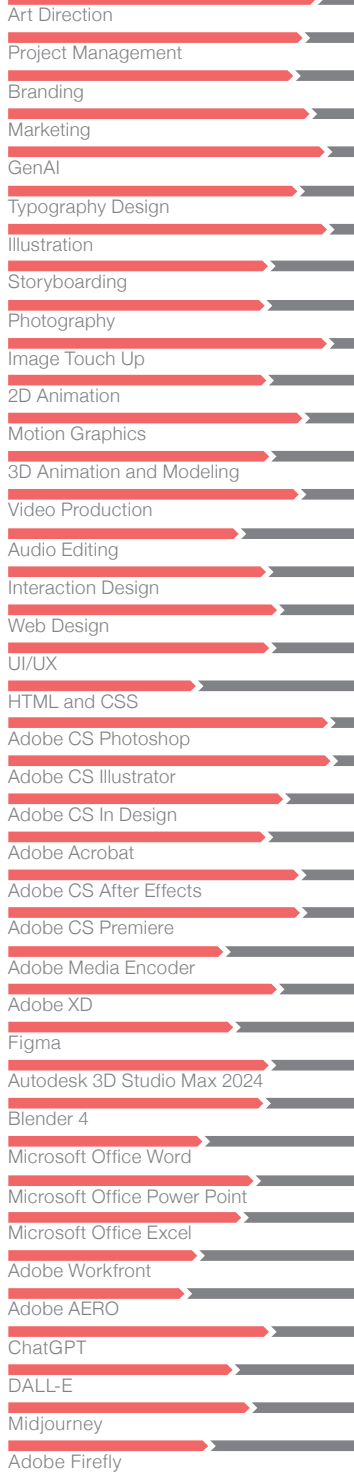 Art Direction
Project Management
Branding
Marketing
GenAI
Typography Design
Illustration
Storyboarding
Photography
Image Touch Up
2D Animation
Motion Graphics
3D Animation and Modeling
Video Production
Audio Editing
Interaction Design
Web Design
UI/UX
HTML and CSS
Adobe CS Photoshop
Adobe CS Illustrator
Adobe CS In Design
Adobe Acrobat
Adobe CS After Effects
Adobe CS Premiere
Adobe Media Encoder
Adobe XD
Figma
Autodesk 3D Studio Max 2024
Blender 4
Microsoft Office Word
Microsoft Office Power Point
Microsoft Office Excel
Adobe Workfront
Adobe AERO
ChatGPT
DALL-E
Midjourney
Adobe Firefly